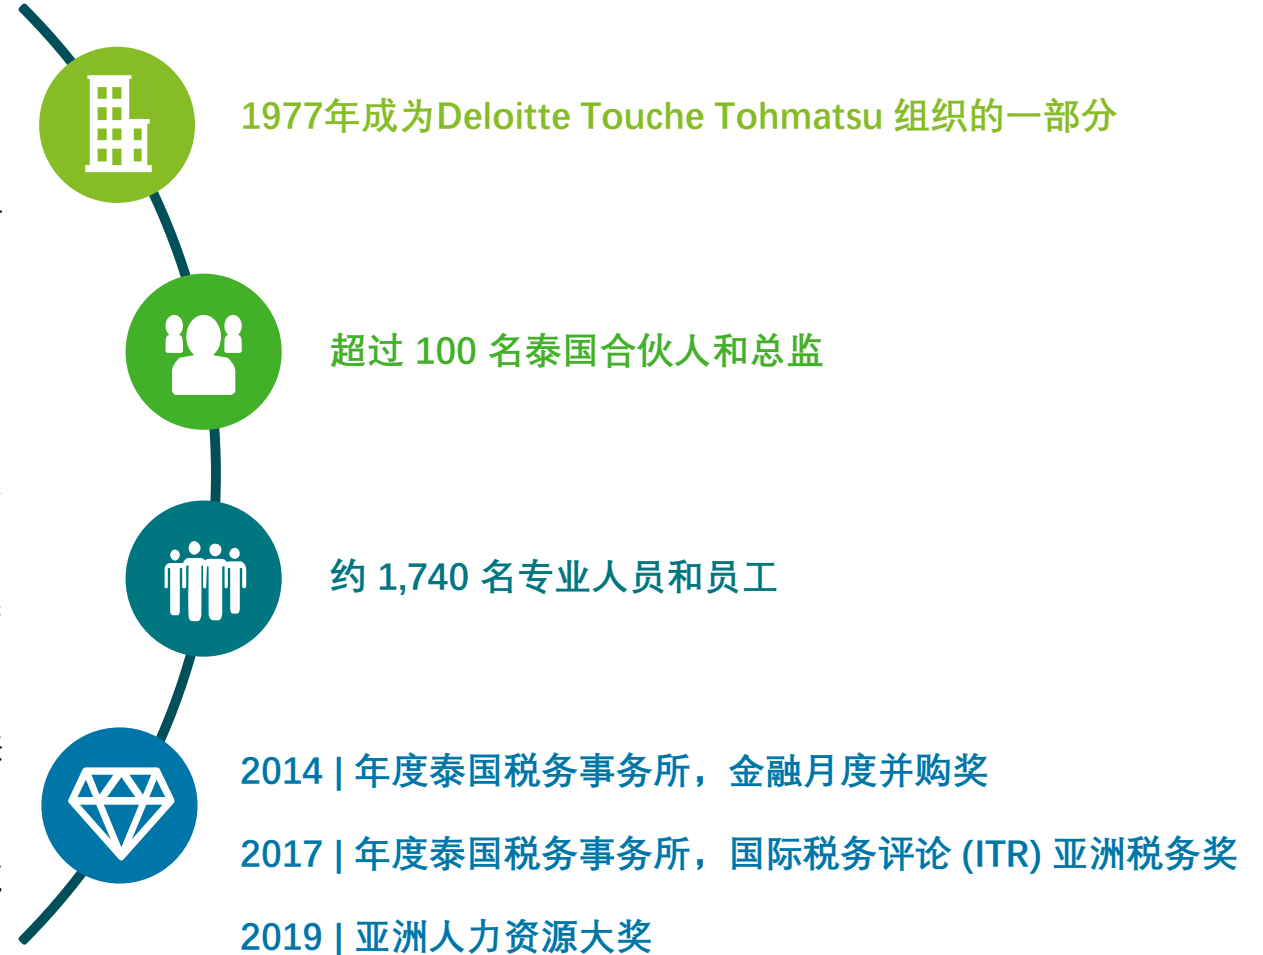 1977年成为Deloitte Touche Tohmatsu 组织的一部分
超过 100 名泰国合伙人和总监
约 1,740 名专业人员和员工
2014 | 年度泰国税务事务所，金融月度并购奖
2017 | 年度泰国税务事务所，国际税务评论 (ITR) 亚洲税务奖
2019 | 亚洲人力资源大奖